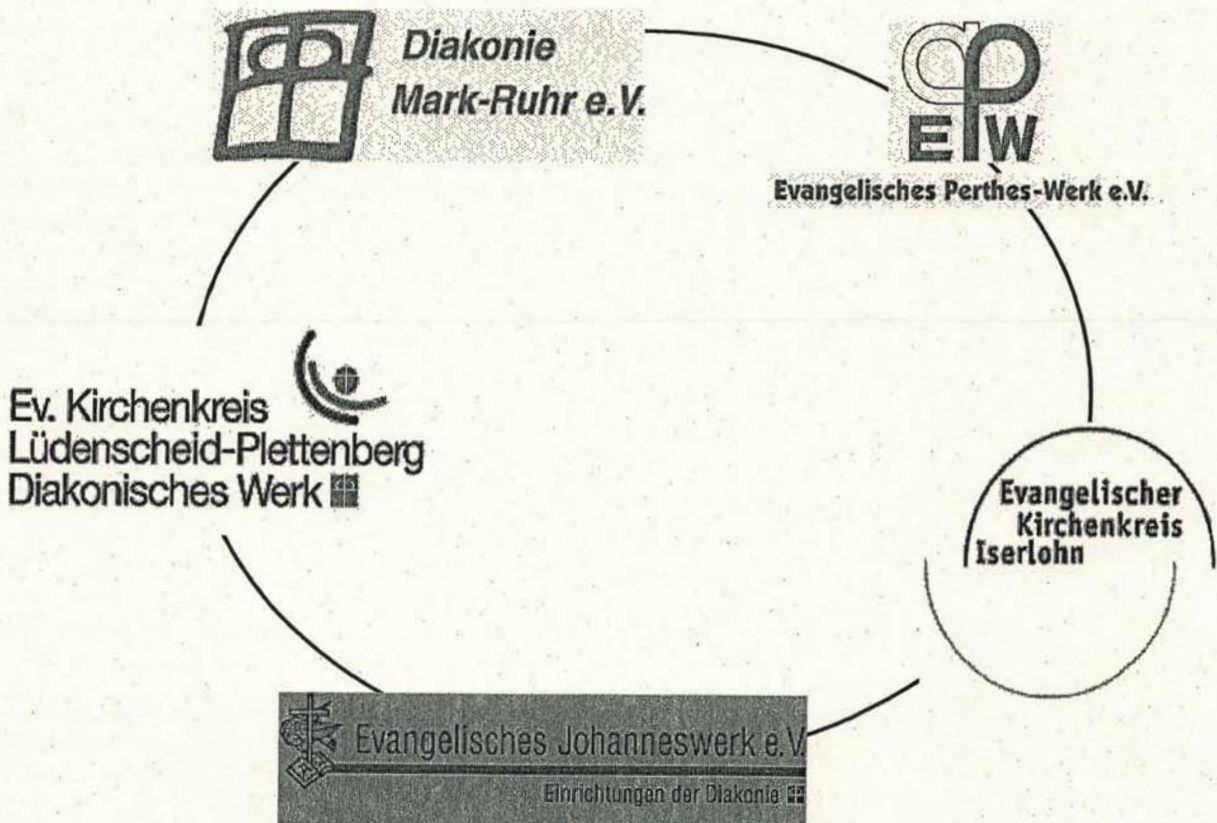 Diakonie
Mark-Ruhr e.V.
EPW
Evangelisches Perthes-Werk e.V.
Ev. Kirchenkreis
Lüdenscheid-Plettenberg
Diakonisches Werk
Evangelischer
Kirchenkreis
Iserlohn
Evangelisches Johanneswerk e.V.
Einrichtungen der Diakonie